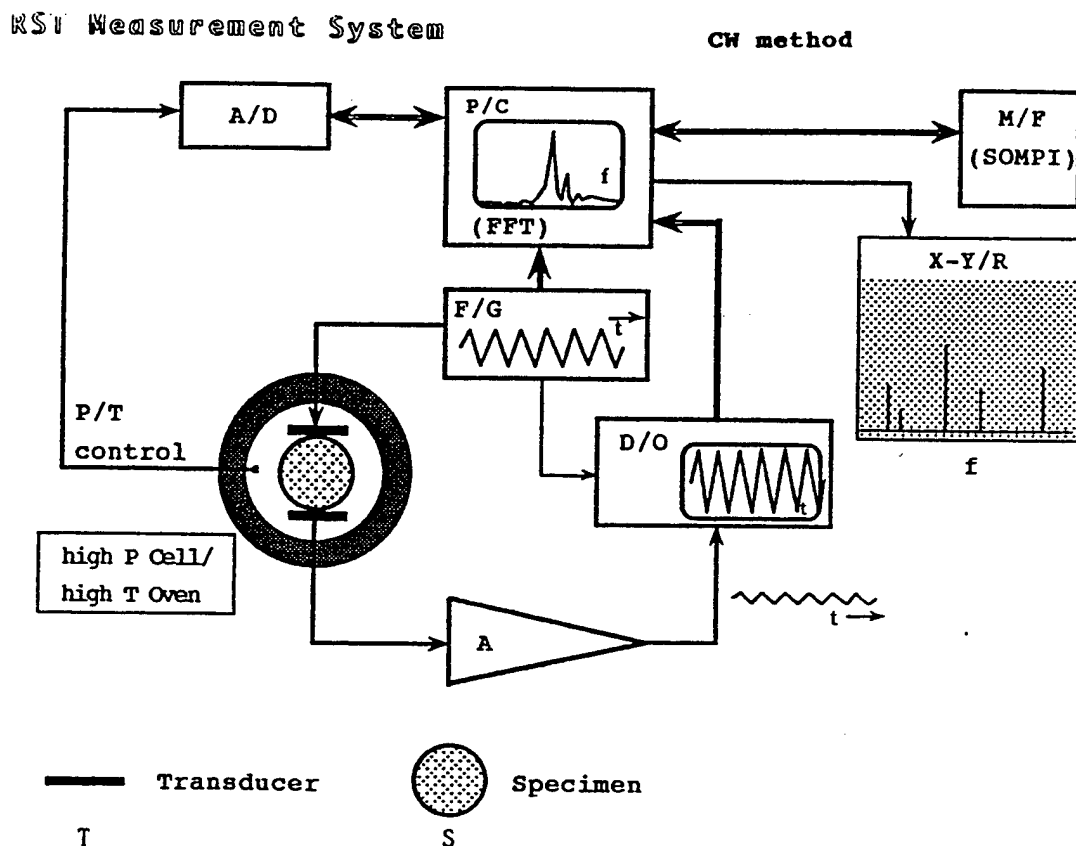 RST Measurement System
CW method
A/D
P/C
f
(FFT)
M/F
(SOMPI)
X-Y/R
f
F/G
t
P/T
control
D/O
t
high P Cell/
high T Oven
A
t
Transducer
Specimen
T
S